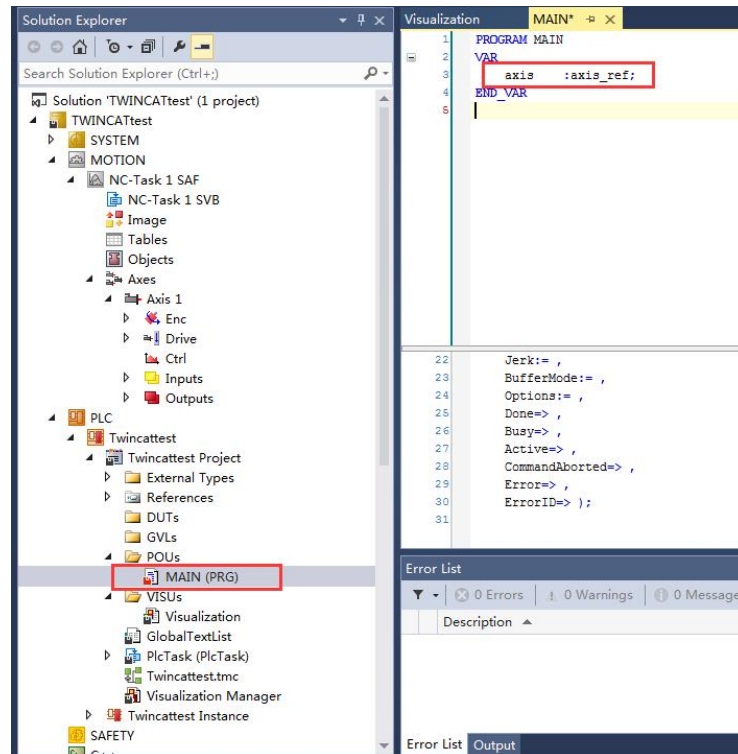 Solution Explorer
Search Solution Explorer (Ctrl+;)
Solution 'TWINCATtest' (1 project)
TWINCATtest
SYSTEM
MOTION
NC-Task 1 SAF
NC-Task 1 SVB
Image
Tables
Objects
Axes
Axis 1
Enc
Drive
Ctrl
Inputs
Outputs
PLC
Twincattest
Twincattest Project
External Types
References
DUTs
GVLs
POUs
MAIN (PRG)
VISUs
Visualization
GlobalTextList
PlcTask (PlcTask)
Twincattest.tmc
Visualization Manager
Twincattest Instance
SAFETY
Visualization MAIN*
1 PROGRAM MAIN
2 VAR
3 axis :axis_ref;
4 END_VAR
5
22 Jerk:= ,
23 BufferMode:= ,
24 Options:= ,
25 Done=> ,
26 Busy=> ,
27 Active=> ,
28 CommandAborted=> ,
29 Error=> ,
30 ErrorID=> );
31
Error List
0 Errors 0 Warnings 0 Message
Description
Error List Output